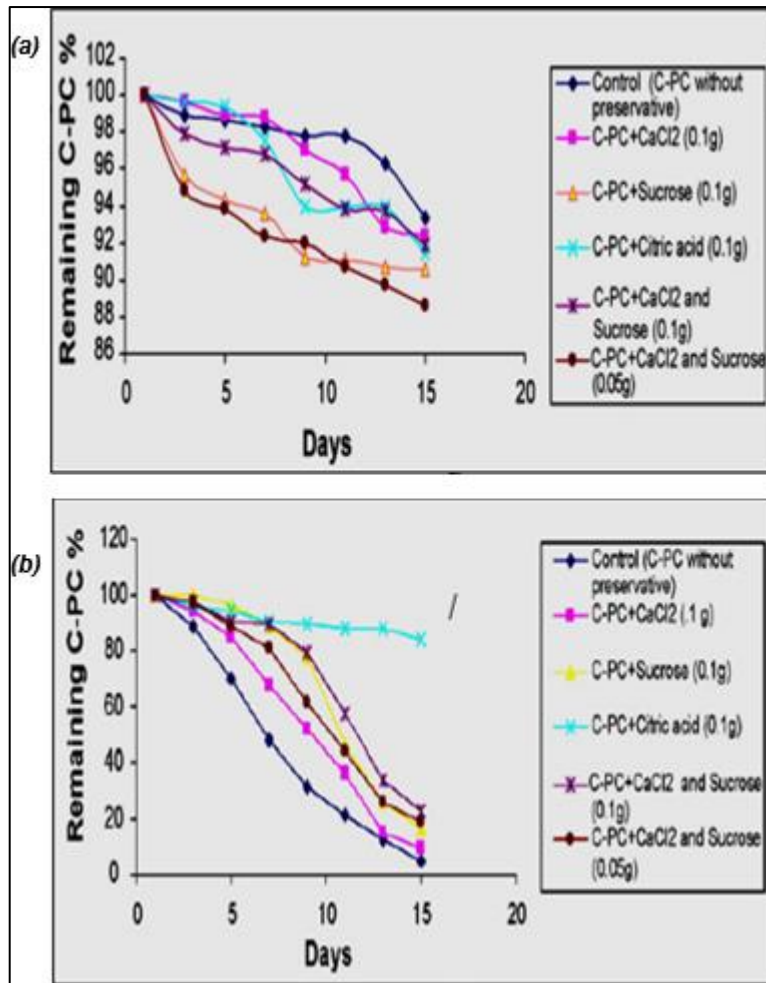 (a)
Remaining C-PC %
102
100
98
96
94
92
90
88
86
0
5
10
15
20
Days
Control (C-PC without
preservative)
C-PC+CaCl2 (0.1g)
C-PC+Sucrose (0.1g)
C-PC+Citric acid (0.1g)
C-PC+CaCl2 and
Sucrose (0.1g)
C-PC+CaCl2 and Sucrose
(0.05g)
(b)
Remaining C-PC %
120
100
80
60
40
20
0
0
5
10
15
20
Days
/
Control (C-PC without
preservative)
C-PC+CaCl2 (.1 g)
C-PC+Sucrose (0.1g)
C-PC+Citric acid (0.1g)
C-PC+CaCl2 and Sucrose
(0.1g)
C-PC+CaCl2 and Sucrose
(0.05g)